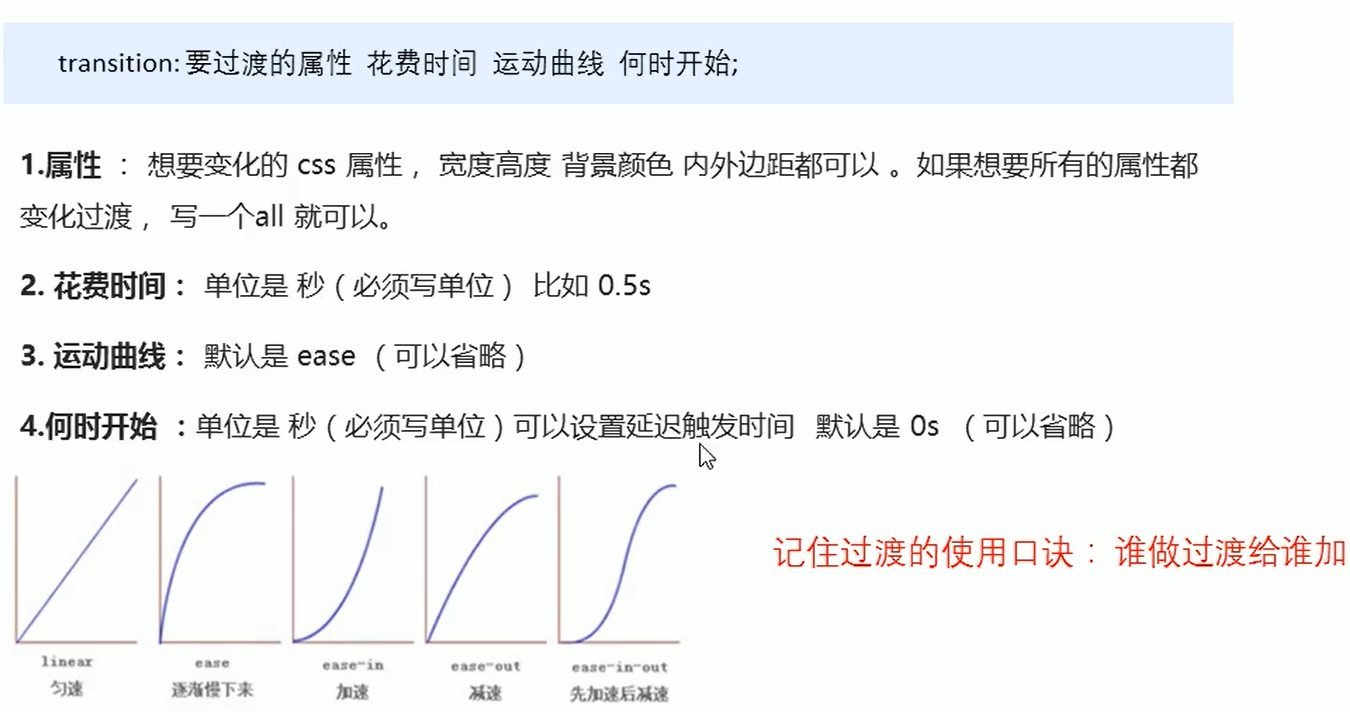 transition: 要过渡的属性 花费时间 运动曲线 何时开始;
1.属性 ： 想要变化的 css 属性， 宽度高度 背景颜色 内外边距都可以 。如果想要所有的属性都
变化过渡， 写一个all 就可以。
2. 花费时间： 单位是 秒（必须写单位） 比如 0.5s
3. 运动曲线： 默认是 ease （可以省略）
4.何时开始 ：单位是 秒（必须写单位）可以设置延迟触发时间 默认是 0s （可以省略）
记住过渡的使用口诀： 谁做过渡给谁加
linear ease ease-in ease-out ease-in-out
匀速 逐渐慢下来 加速 减速 先加速后减速